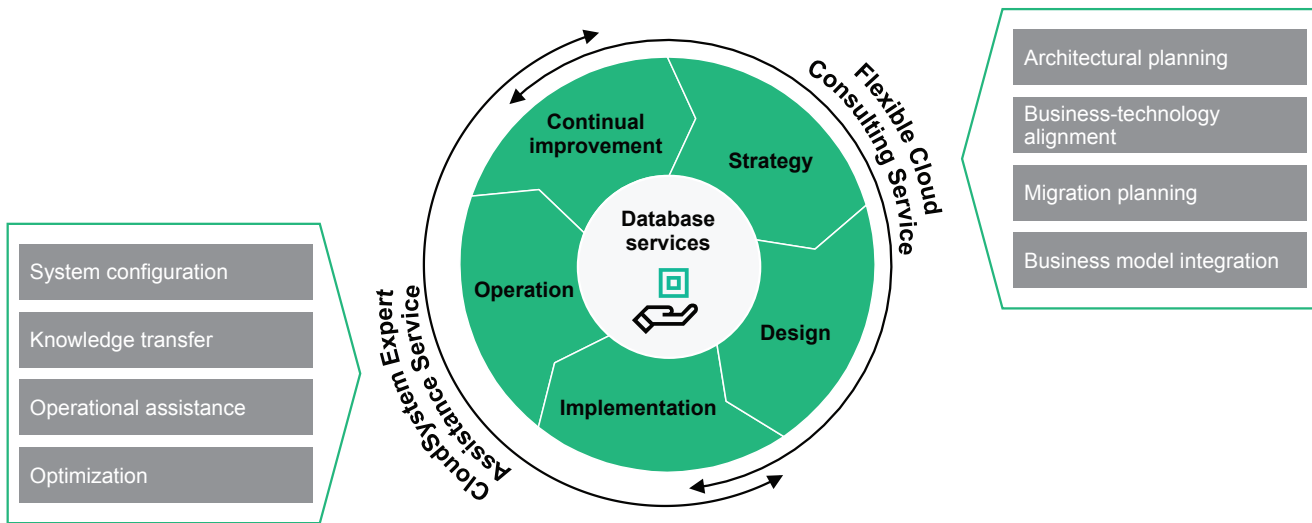 Continual
improvement
Strategy
Design
Implementation
Operation
Database
services
Flexible Cloud
Consulting Service
Architectural planning
Business-technology
alignment
Migration planning
Business model integration
CloudSystem Expert
Assistance Service
System configuration
Knowledge transfer
Operational assistance
Optimization